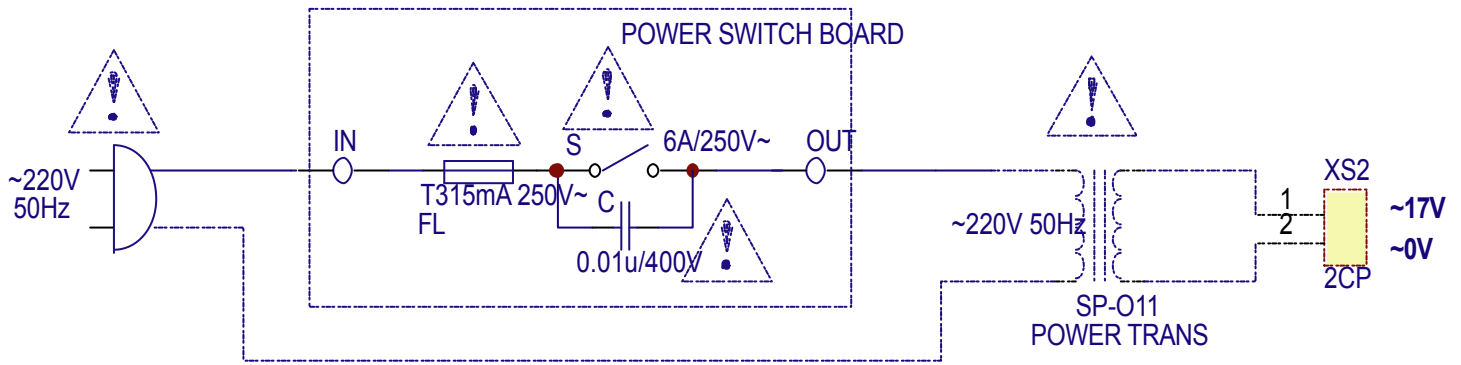 POWER SWITCH BOARD
~220V
50Hz
IN
T315mA 250V~
FL
S
6A/250V~
C
0.01u/400V
OUT
~220V 50Hz
SP-O11
POWER TRANS
1
2
XS2
2CP
~17V
~0V